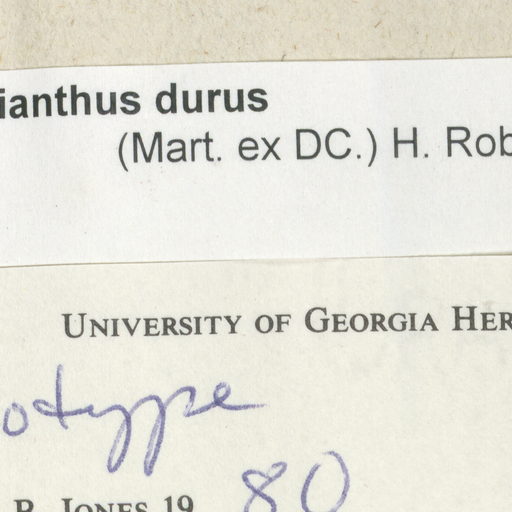 ianthus durus
(Mart. ex DC.) H. Rob
UNIVERSITY OF GEORGIA HER
otype
R. JONES 19 80